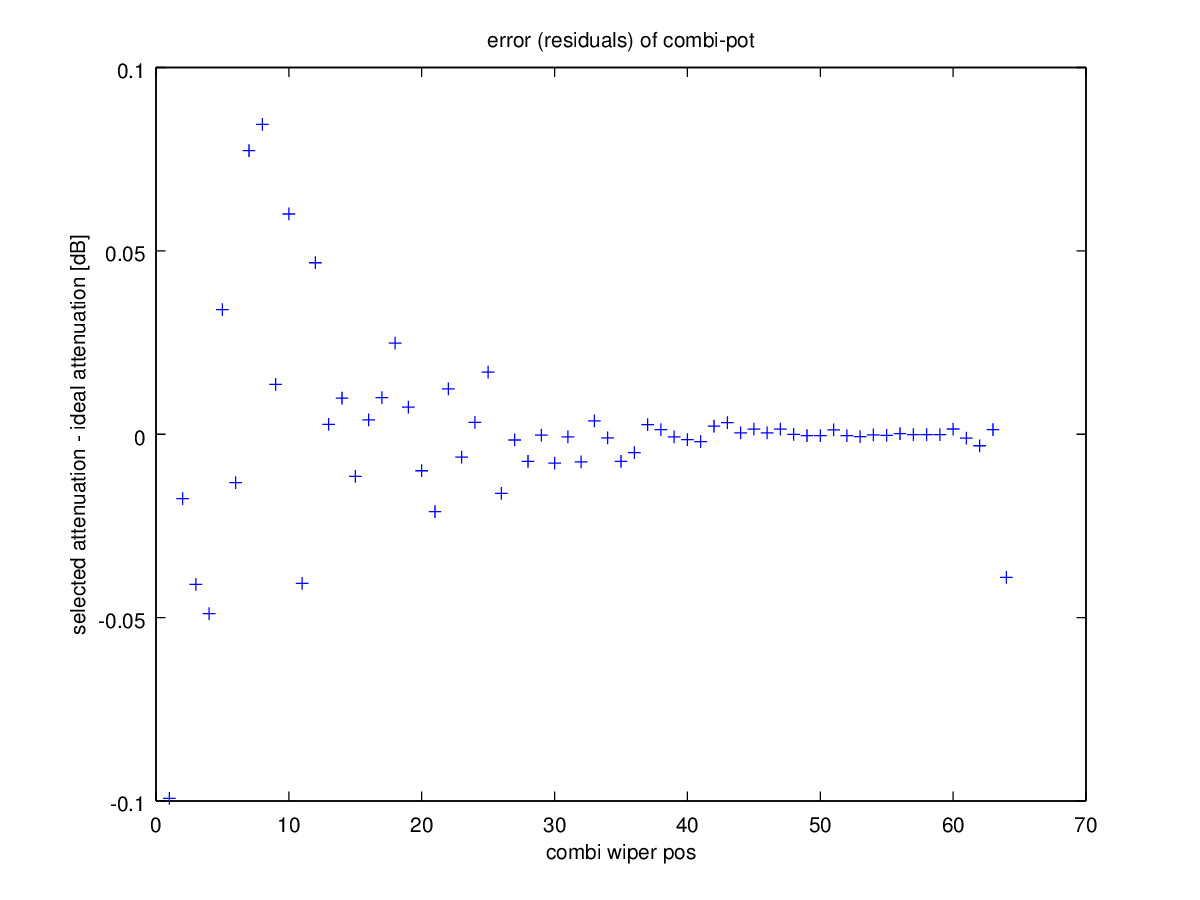 error (residuals) of combi-pot
selected attenuation - ideal attenuation [dB]
0.1
0.05
0
-0.05
-0.1
0 10 20 30 40 50 60 70
combi wiper pos